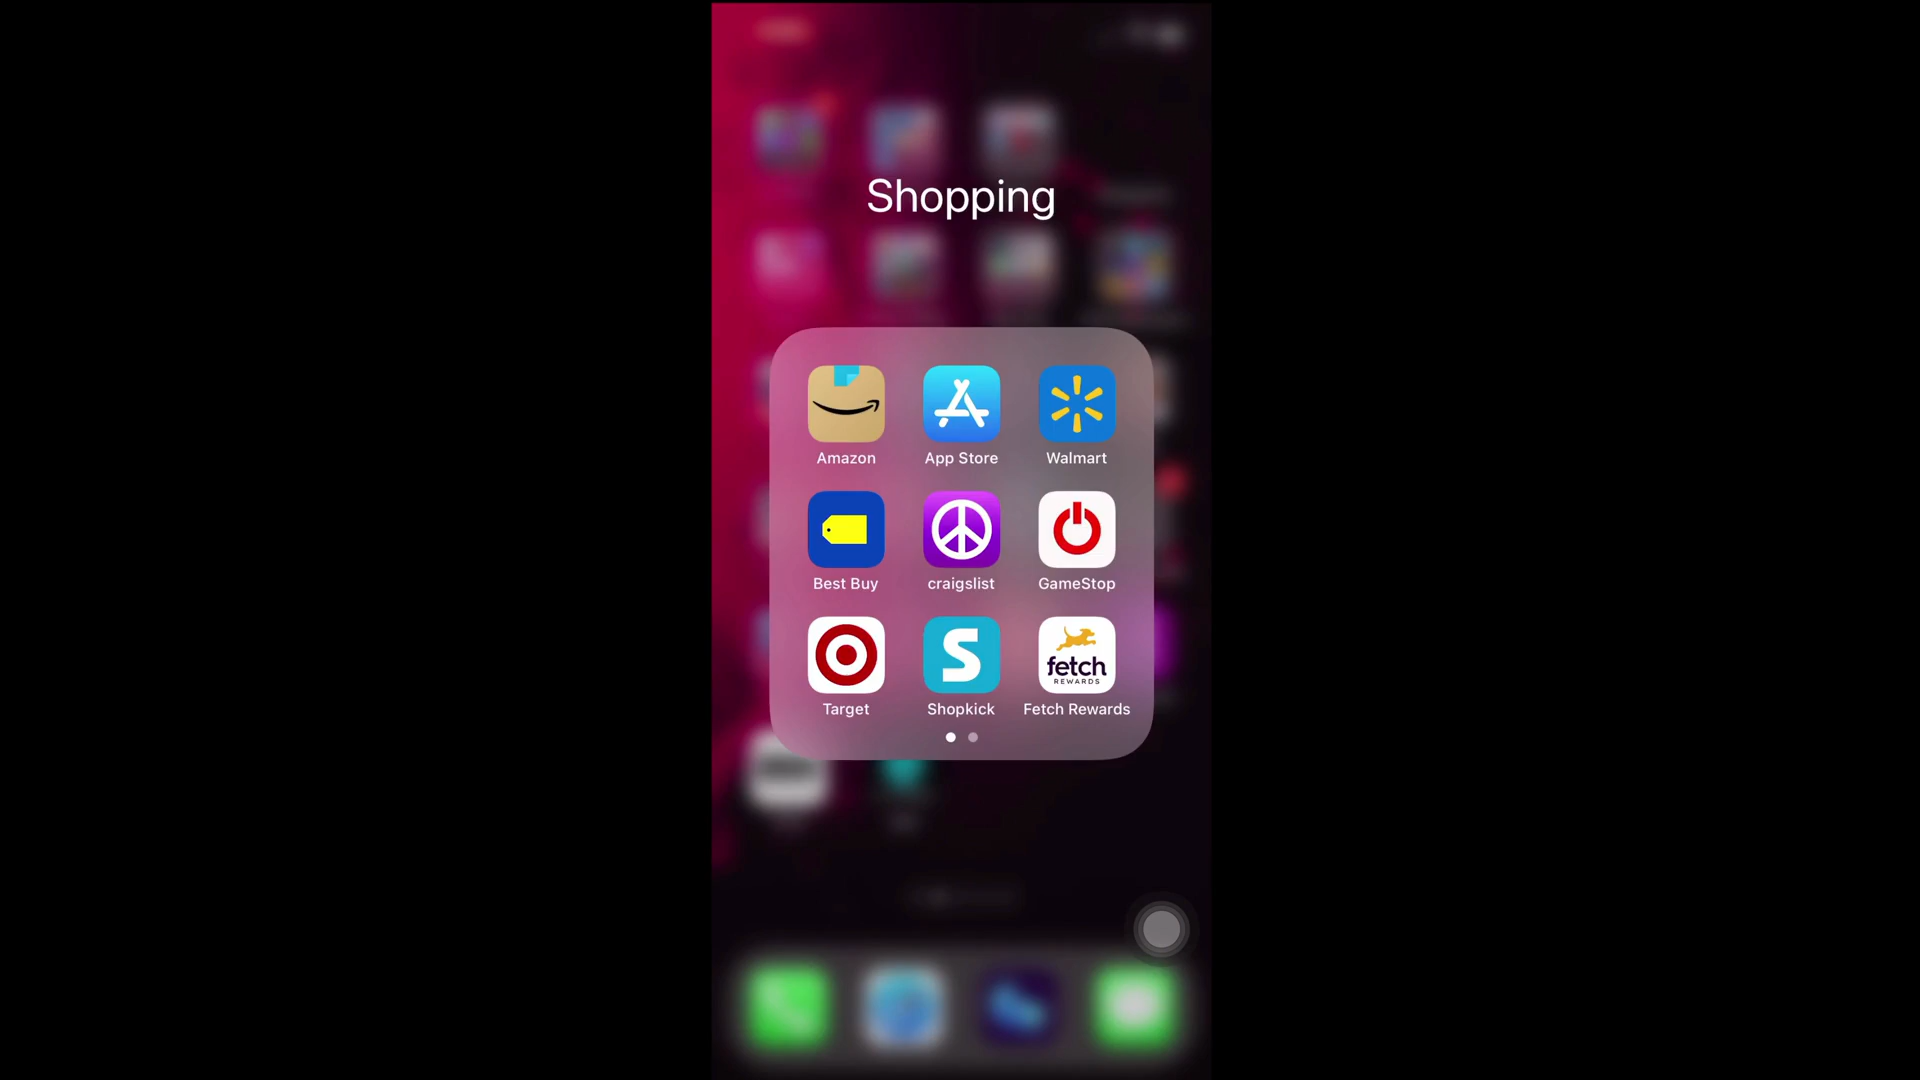 Shopping
Amazon
App Store
Walmart
Best Buy
craigslist
GameStop
fetch
REWARDS
Target
Shopkick
Fetch Rewards